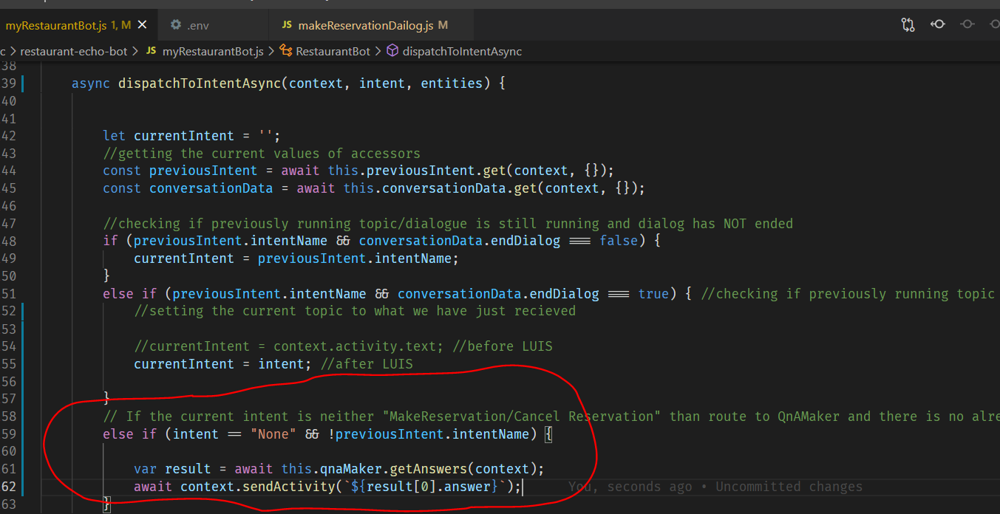 myRestaurantBot.js 1, M
.env
JS makeReservationDailog.js M
c > restaurant-echo-bot > JS myRestaurantBot.js > RestaurantBot > dispatchToIntentAsync
38
39 async dispatchToIntentAsync(context, intent, entities) {
40
41
42 let currentIntent = '';
43 //getting the current values of accessors
44 const previousIntent = await this.previousIntent.get(context, {});
45 const conversationData = await this.conversationData.get(context, {});
46
47 //checking if previously running topic/dialogue is still running and dialog has NOT ended
48 if (previousIntent.intentName && conversationData.endDialog === false) {
49 currentIntent = previousIntent.intentName;
50 }
51 else if (previousIntent.intentName && conversationData.endDialog === true) { //checking if previously running topic
52 //setting the current topic to what we have just recieved
53
54 //currentIntent = context.activity.text; //before LUIS
55 currentIntent = intent; //after LUIS
56
57 }
58 // If the current intent is neither "MakeReservation/Cancel Reservation" than route to QnAMaker and there is no alre
59 else if (intent == "None" && !previousIntent.intentName) {
60
61 var result = await this.qnaMaker.getAnswers(context);
62 await context.sendActivity(`${result[0].answer}`); You, seconds ago • Uncommitted changes
63 }